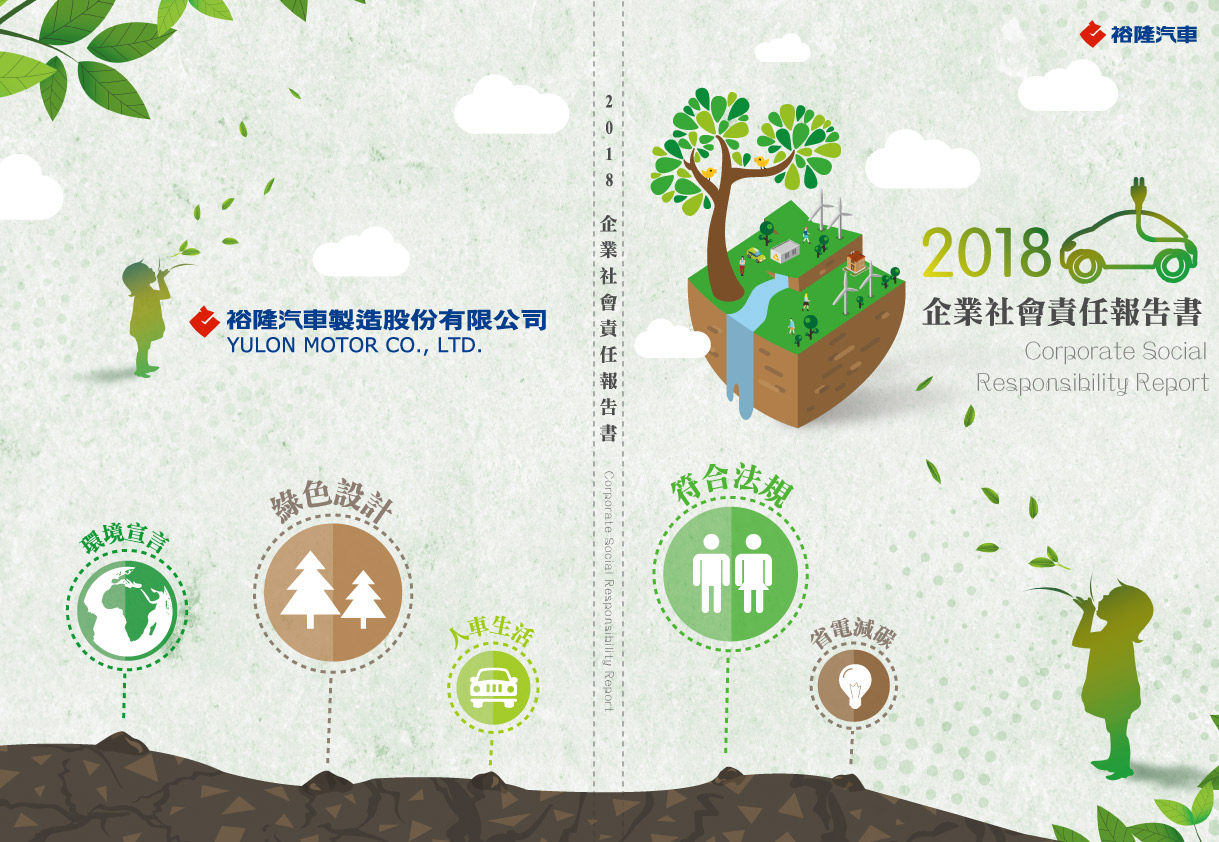 裕隆汽車
2018
企業社會責任報告書
Corporate Social
Responsibility Report
2018 企業社會責任報告書 Corporate Social Responsibility Report
裕隆汽車製造股份有限公司
YULON MOTOR CO., LTD.
環境宣言
綠色設計
人車生活
符合法規
省電減碳